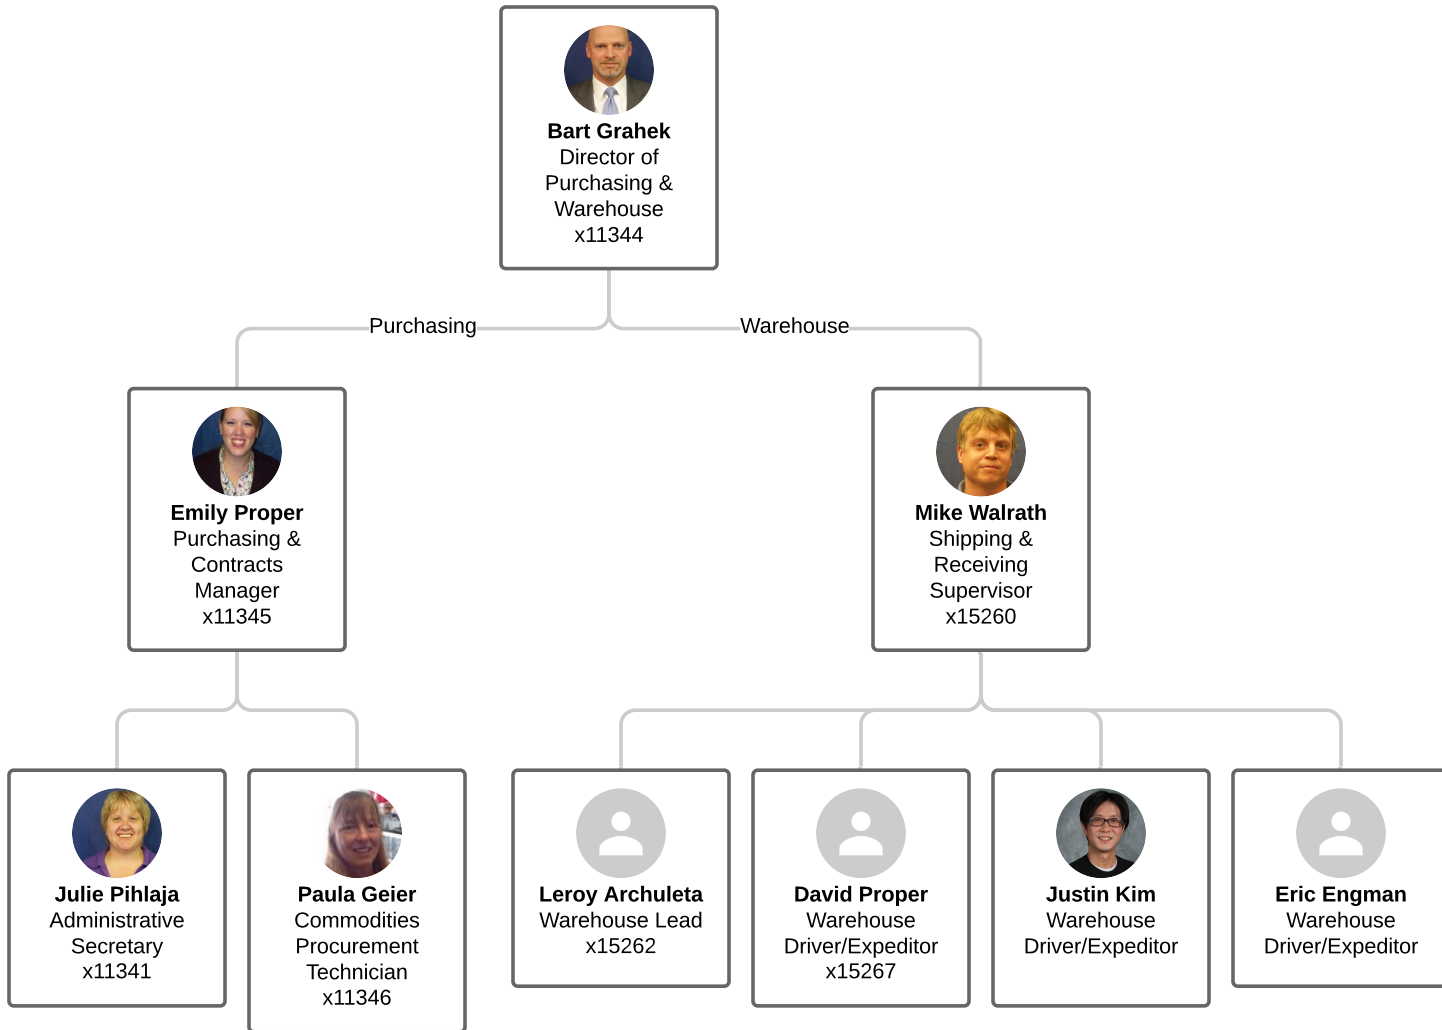 Bart Grahek
Director of
Purchasing &
Warehouse
x11344
Purchasing
Warehouse
Emily Proper
Purchasing &
Contracts
Manager
x11345
Mike Walrath
Shipping &
Receiving
Supervisor
x15260
Julie Pihlaja
Administrative
Secretary
x11341
Paula Geier
Commodities
Procurement
Technician
x11346
Leroy Archuleta
Warehouse Lead
x15262
David Proper
Warehouse
Driver/Expeditor
x15267
Justin Kim
Warehouse
Driver/Expeditor
Eric Engman
Warehouse
Driver/Expeditor